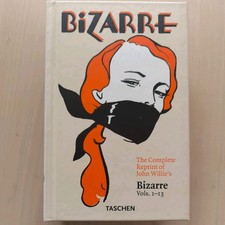 BiZARRE
The Complete
Reprint of
John Willie's
Bizarre
Vols. 1–13
TASCHEN